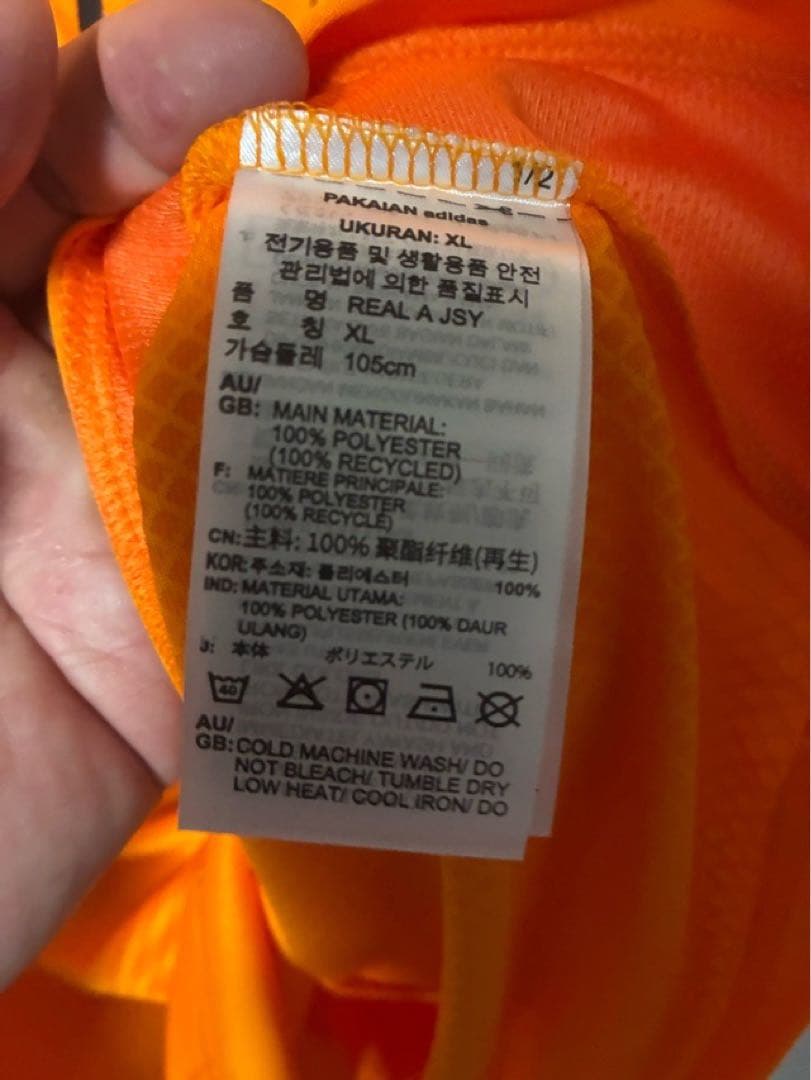 1/2
PAKAIAN adidas
UKURAN: XL
전기용품 및 생활용품 안전
관리법에 의한 품질표시
품 명 REAL A JSY
호 칭 XL
가슴둘레 105cm
AU/
GB: MAIN MATERIAL:
100% POLYESTER
(100% RECYCLED)
F: MATIERE PRINCIPALE:
100% POLYESTER
(100% RECYCLÉ)
CN:主料: 100% 聚酯纤维(再生)
KOR:주소재: 폴리에스터 100%
IND: MATERIAL UTAMA:
100% POLYESTER (100% DAUR
ULANG)
J: 本体 ポリエステル 100%
40
AU/
GB:COLD MACHINE WASH/ DO
NOT BLEACH/ TUMBLE DRY
LOW HEAT/ COOL IRON/ DO